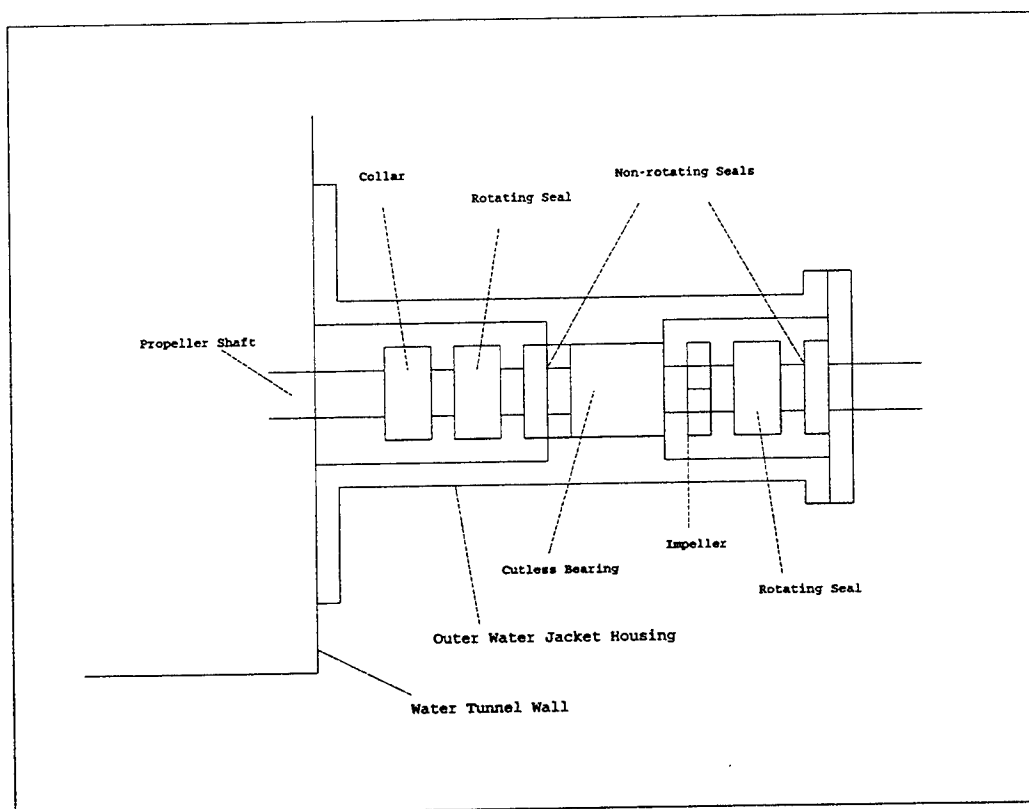 Collar
Non-rotating Seals
Rotating Seal
Propeller Shaft
Impeller
Cutless Bearing
Rotating Seal
Outer Water Jacket Housing
Water Tunnel Wall